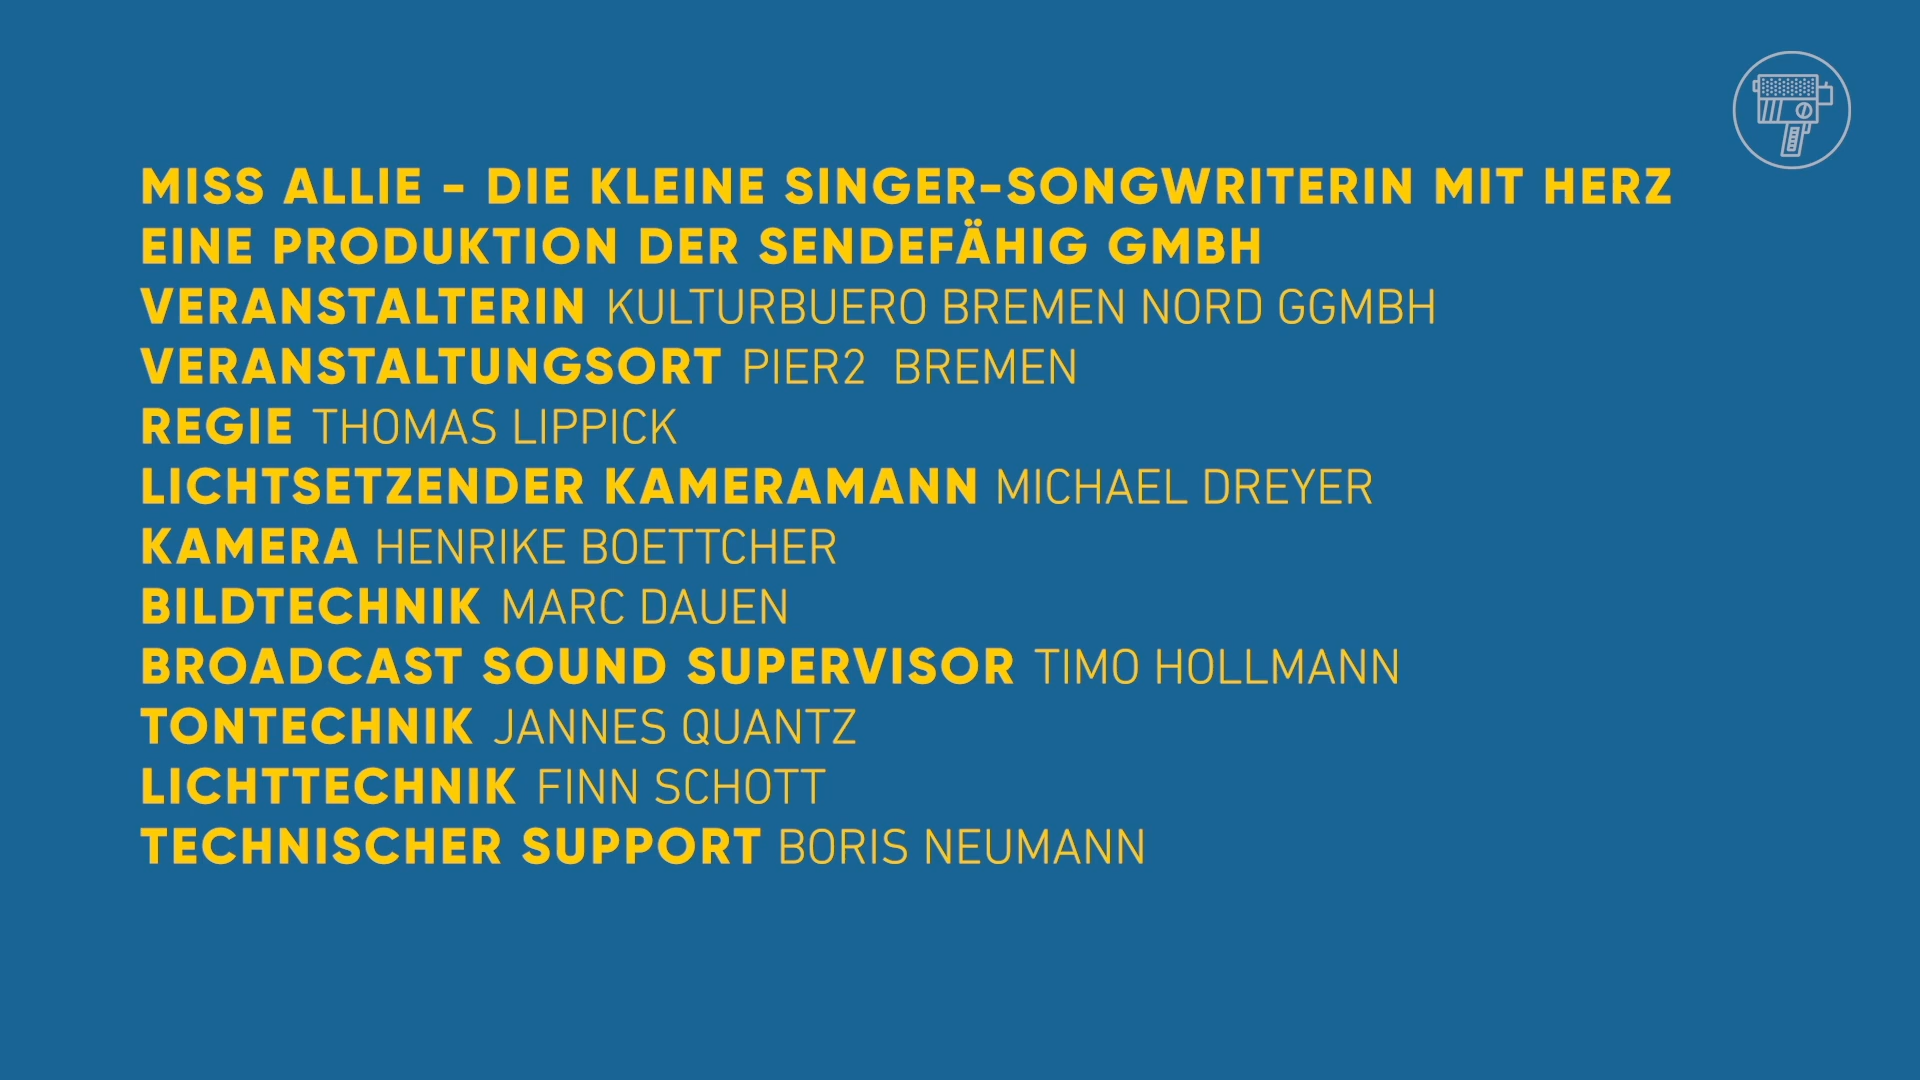 MISS ALLIE - DIE KLEINE SINGER-SONGWRITERIN MIT HERZ
EINE PRODUKTION DER SENDEFÄHIG GMBH
VERANSTALTERIN KULTURBUERO BREMEN NORD GGMBH
VERANSTALTUNGSORT PIER2 BREMEN
REGIE THOMAS LIPPICK
LICHTSETZENDER KAMERAMANN MICHAEL DREYER
KAMERA HENRIKE BOETTCHER
BILDTECHNIK MARC DAUEN
BROADCAST SOUND SUPERVISOR TIMO HOLLMANN
TONTECHNIK JANNES QUANTZ
LICHTTECHNIK FINN SCHOTT
TECHNISCHER SUPPORT BORIS NEUMANN